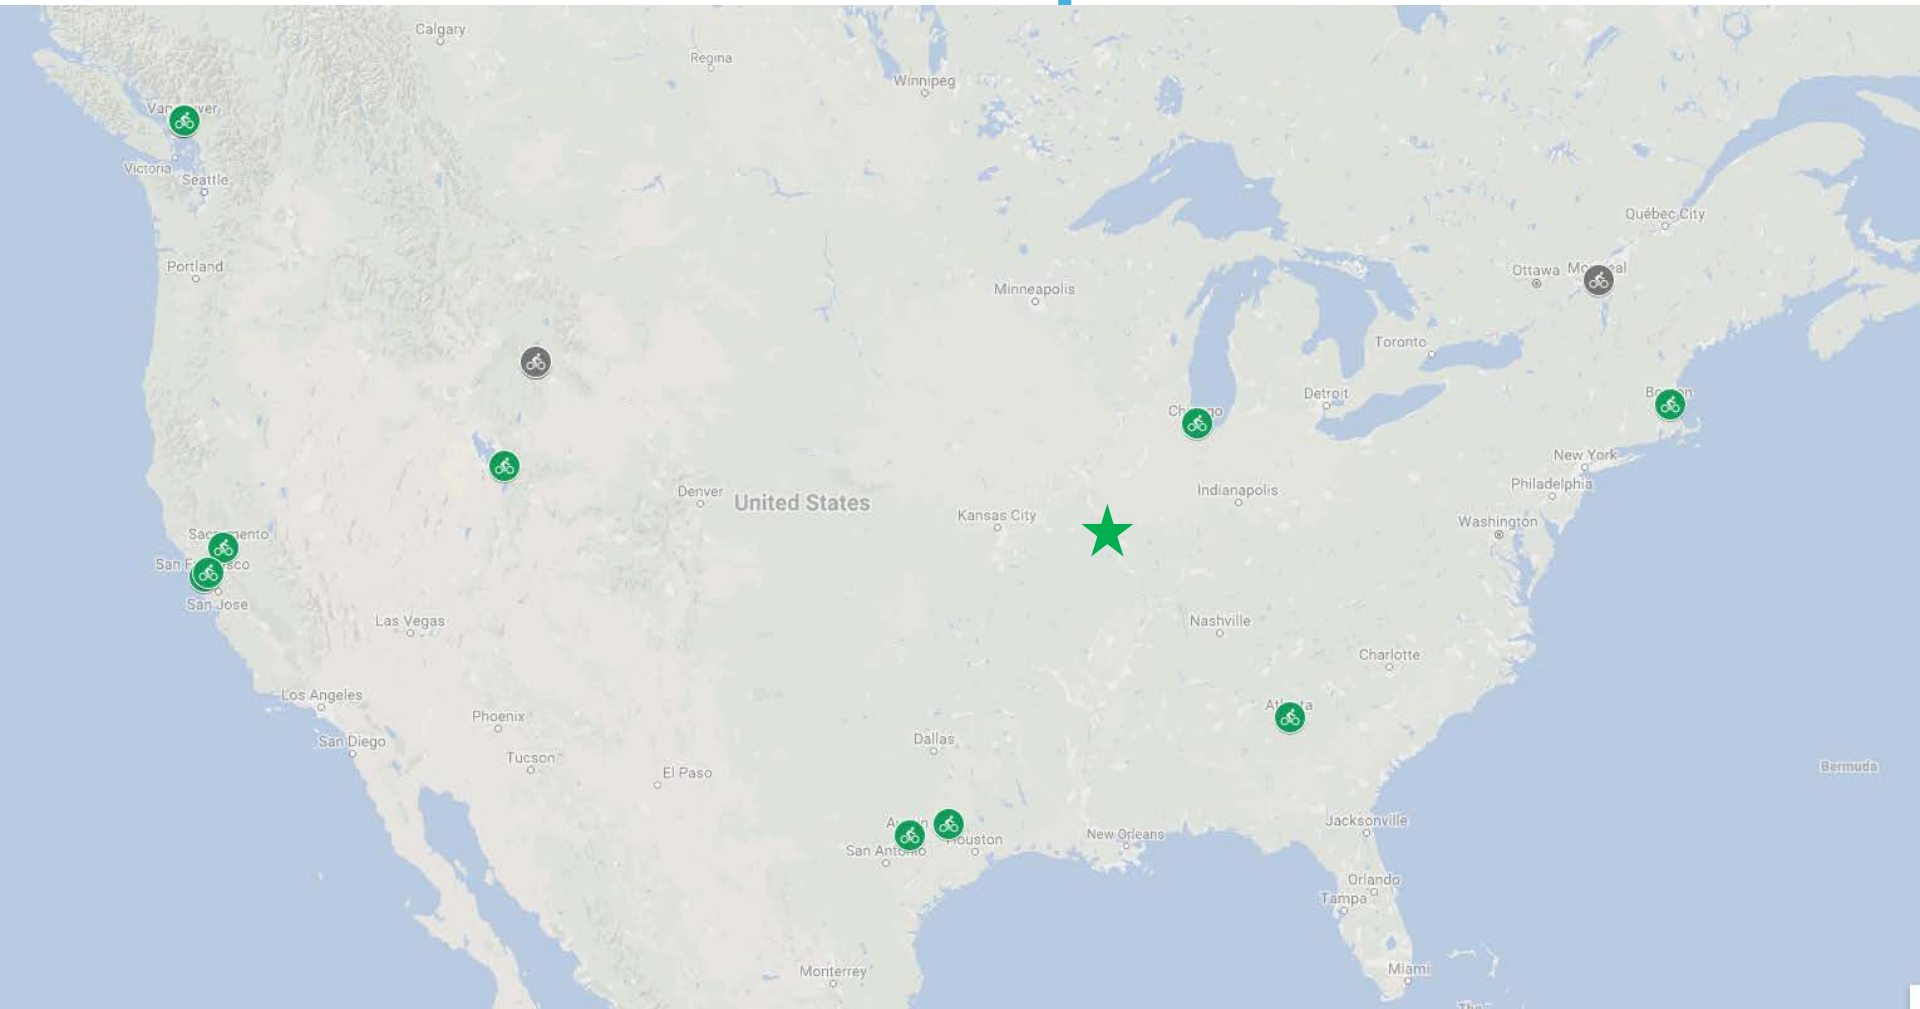 Calgary
Regina
Winnipeg
Victoria
Seattle
Québec City
Portland
Ottawa
Minneapolis
Toronto
Detroit
New York
Philadelphia
Indianapolis
Denver
United States
Kansas City
Washington
San Jose
Las Vegas
Nashville
Charlotte
Los Angeles
Phoenix
San Diego
Dallas
Tucson
El Paso
Bermuda
Jacksonville
New Orleans
San Antonio
Orlando
Tampa
Miami
Monterrey